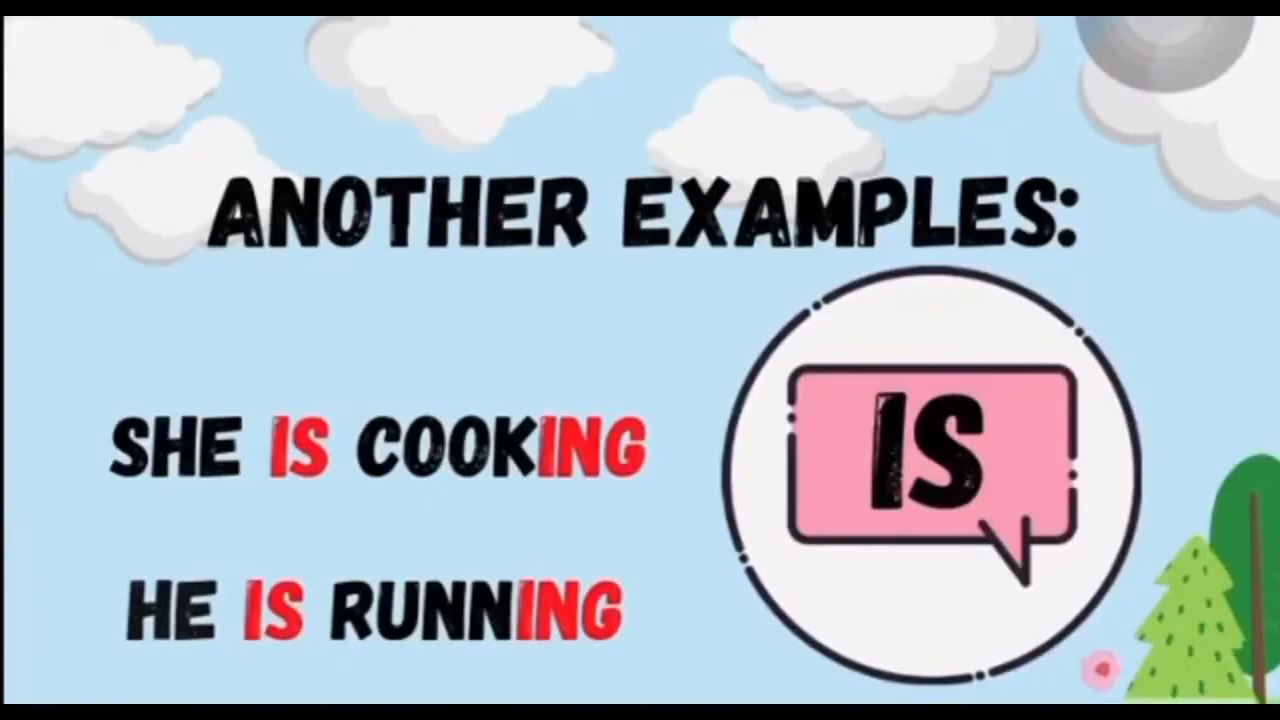 ANOTHER EXAMPLES:
SHE IS COOKING
IS
HE IS RUNNING